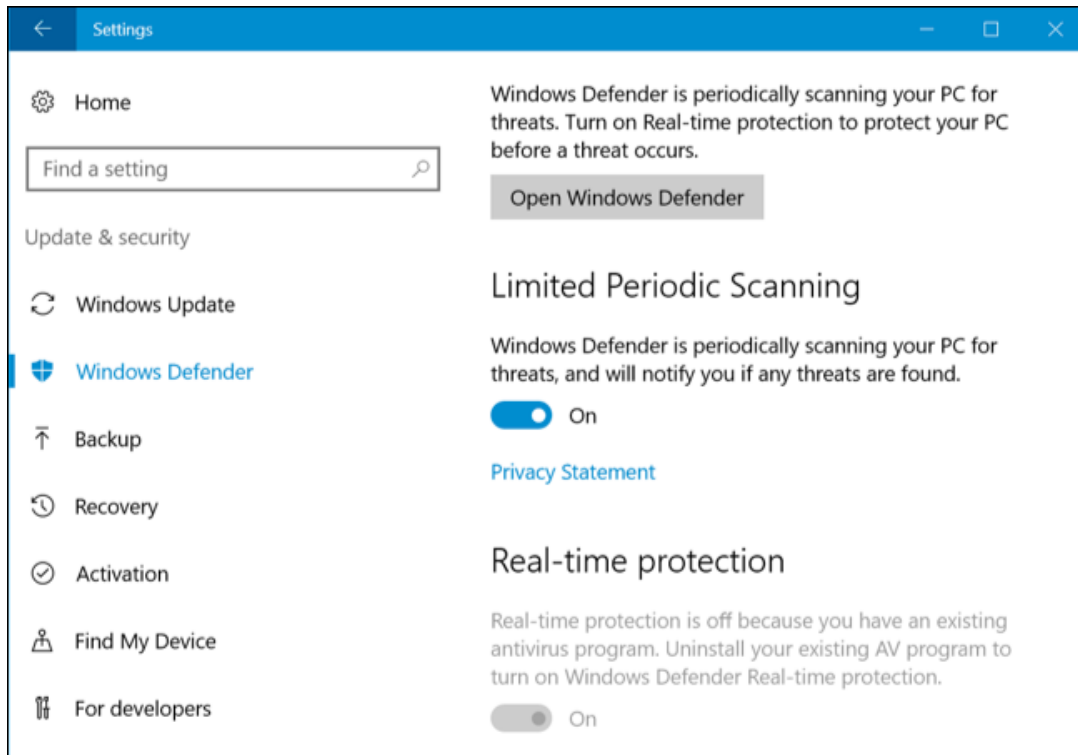 Settings
Home
Find a setting
Update & security
Windows Update
Windows Defender
Backup
Recovery
Activation
Find My Device
For developers
Windows Defender is periodically scanning your PC for
threats. Turn on Real-time protection to protect your PC
before a threat occurs.
Open Windows Defender
Limited Periodic Scanning
Windows Defender is periodically scanning your PC for
threats, and will notify you if any threats are found.
On
Privacy Statement
Real-time protection
Real-time protection is off because you have an existing
antivirus program. Uninstall your existing AV program to
turn on Windows Defender Real-time protection.
On